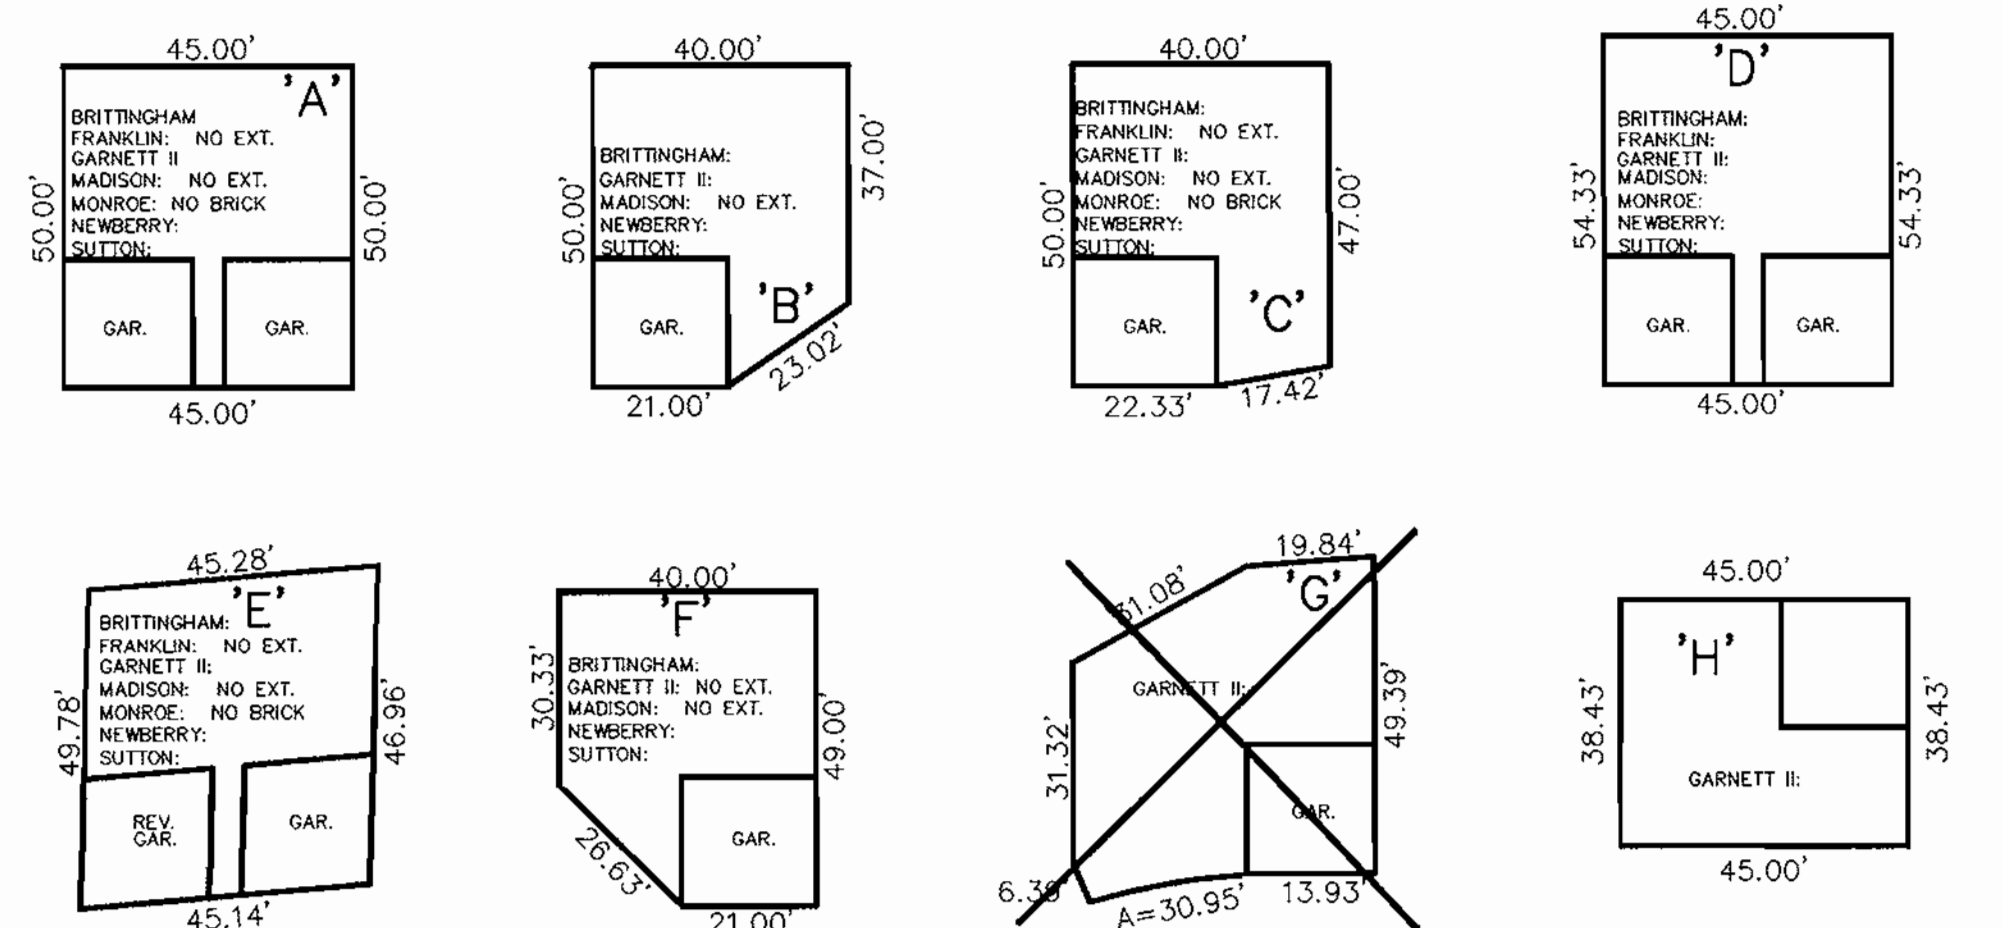 45.00'
'A'
BRITTINGHAM
FRANKLIN: NO EXT.
GARNETT II
MADISON: NO EXT.
MONROE: NO BRICK
NEWBERRY:
SUTTON:
50.00'
50.00'
GAR.
GAR.
45.00'
40.00'
BRITTINGHAM:
GARNETT II:
MADISON: NO EXT.
NEWBERRY:
SUTTON:
50.00'
37.00'
'B'
GAR.
23.02'
21.00'
40.00'
BRITTINGHAM:
FRANKLIN: NO EXT.
GARNETT II:
MADISON: NO EXT.
MONROE: NO BRICK
NEWBERRY:
SUTTON:
50.00'
47.00'
'C'
GAR.
22.33'
17.42'
45.00'
'D'
BRITTINGHAM:
FRANKLIN:
GARNETT II:
MADISON:
MONROE:
NEWBERRY:
SUTTON:
54.33'
54.33'
GAR.
GAR.
45.00'
45.28'
'E'
BRITTINGHAM:
FRANKLIN: NO EXT.
GARNETT II:
MADISON: NO EXT.
MONROE: NO BRICK
NEWBERRY:
SUTTON:
49.78'
46.96'
REV.
GAR.
GAR.
45.14'
40.00'
'F'
BRITTINGHAM:
GARNETT II: NO EXT.
MADISON: NO EXT.
NEWBERRY:
SUTTON:
30.33'
49.00'
GAR.
26.63'
21.00'
19.84'
31.08'
'G'
GARNETT II:
31.32'
49.39'
GAR.
A=30.95'
13.93'
45.00'
'H'
38.43'
38.43'
GARNETT II:
45.00'